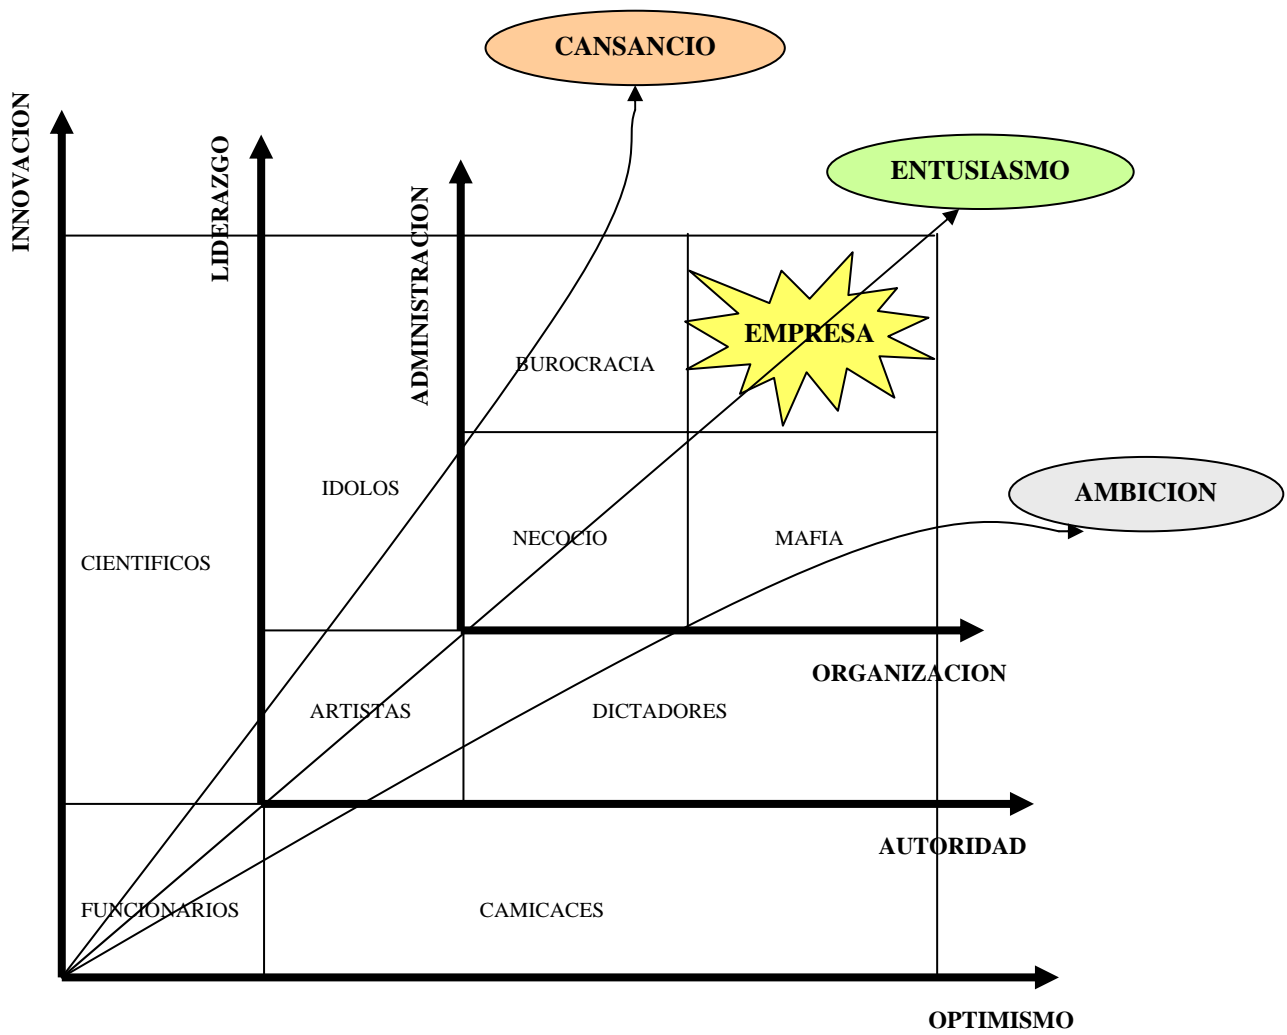 CANSANCIO
ENTUSIASMO
INNOVACION
LIDERAZGO
ADMINISTRACION
EMPRESA
BUROCRACIA
IDOLOS
AMBICION
NECOCIO
MAFIA
CIENTIFICOS
ORGANIZACION
ARTISTAS
DICTADORES
AUTORIDAD
FUNCIONARIOS
CAMICACES
OPTIMISMO